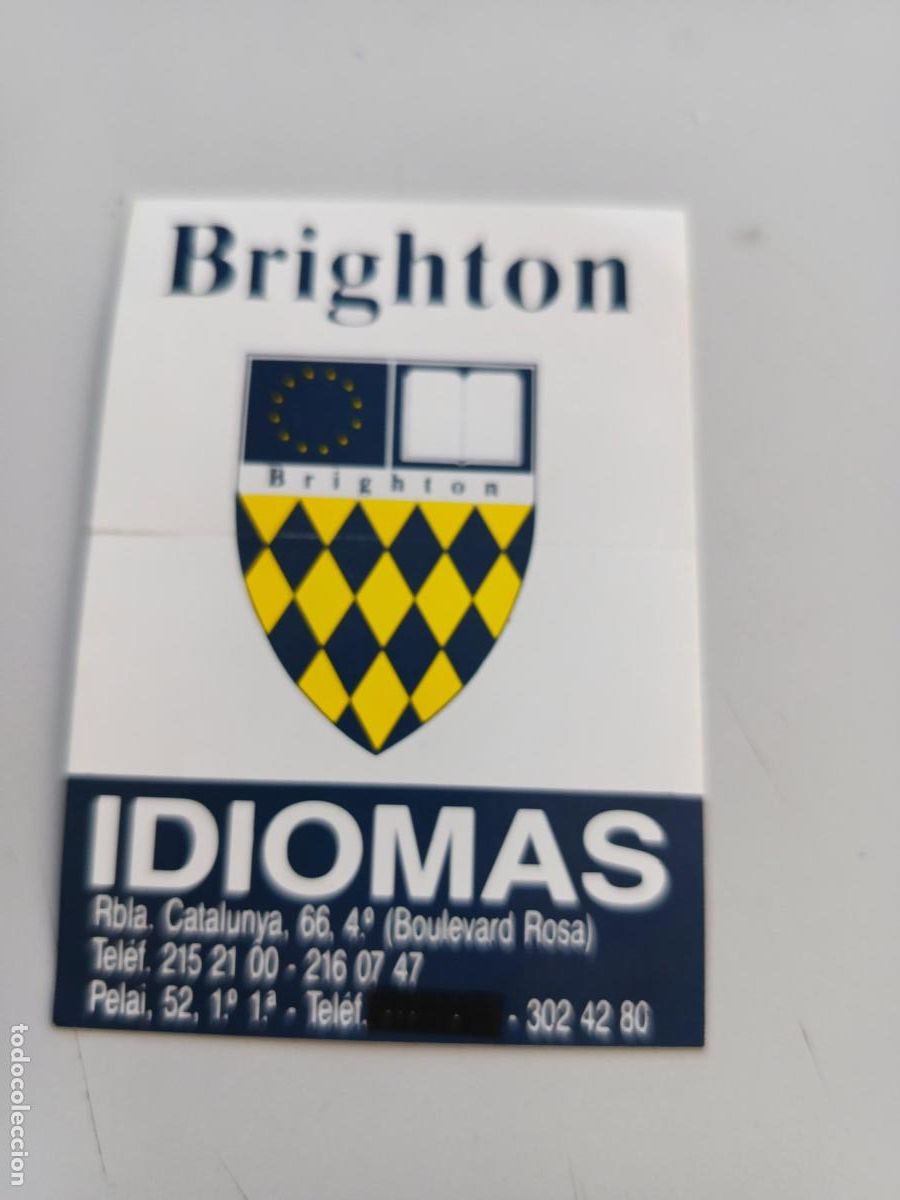 Brighton
Brighton
IDIOMAS
Rbla. Catalunya, 66, 4.º (Boulevard Rosa)
Teléf. 215 21 00 - 216 07 47
Pelai, 52, 1.º 1.ª - Teléf. - 302 42 80
todocoleccion